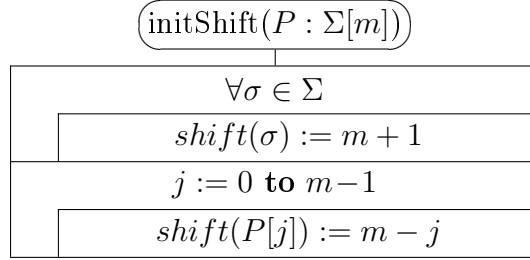 initShift(P : Σ[m])
∀σ ∈ Σ
shift(σ) := m + 1
j := 0 to m−1
shift(P[j]) := m − j